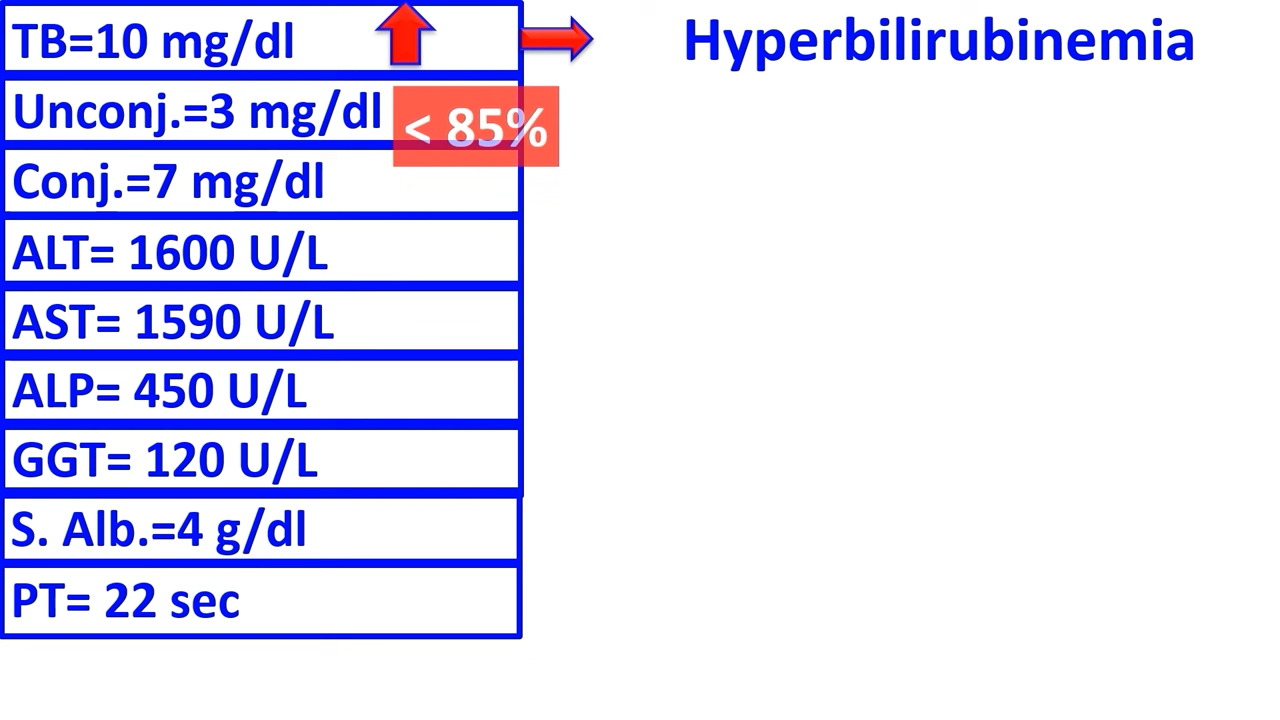 TB=10 mg/dl
Hyperbilirubinemia
Unconj.=3 mg/dl
< 85%
Conj.=7 mg/dl
ALT= 1600 U/L
AST= 1590 U/L
ALP= 450 U/L
GGT= 120 U/L
S. Alb.=4 g/dl
PT= 22 sec